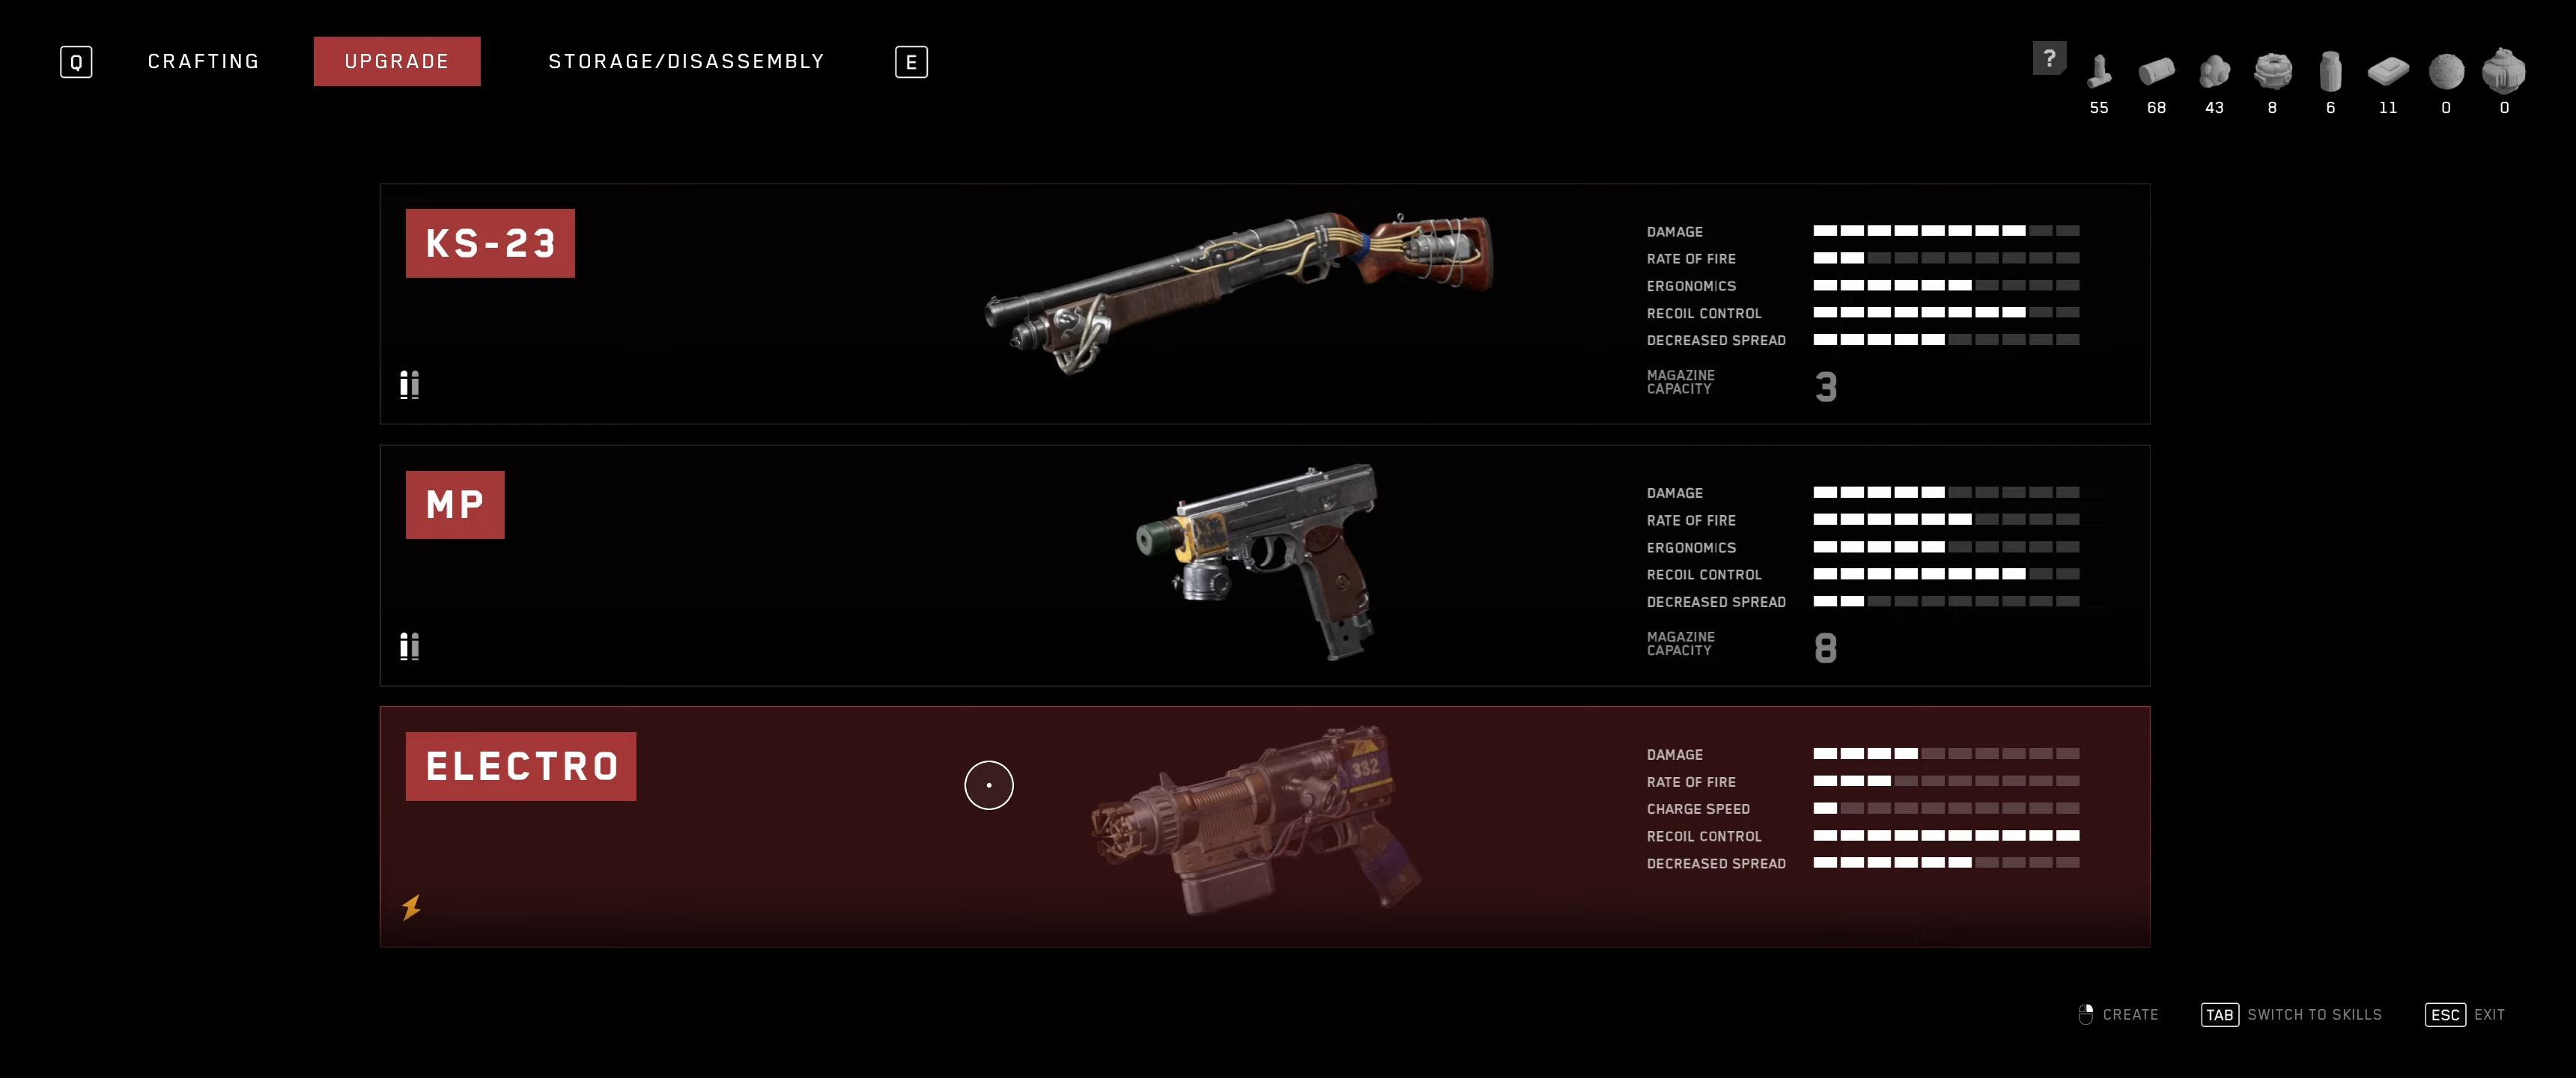 Q CRAFTING UPGRADE STORAGE/DISASSEMBLY E ?
55 68 43 8 6 11 0 0
KS-23
DAMAGE
RATE OF FIRE
ERGONOMICS
RECOIL CONTROL
DECREASED SPREAD
MAGAZINE
CAPACITY
3
MP
DAMAGE
RATE OF FIRE
ERGONOMICS
RECOIL CONTROL
DECREASED SPREAD
MAGAZINE
CAPACITY
8
ELECTRO
332
DAMAGE
RATE OF FIRE
CHARGE SPEED
RECOIL CONTROL
DECREASED SPREAD
CREATE TAB SWITCH TO SKILLS ESC EXIT